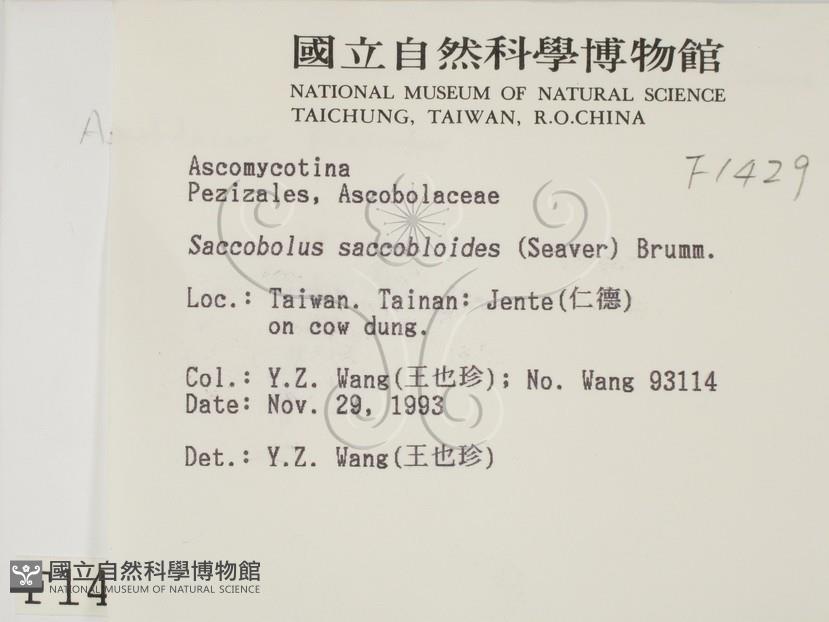 國立自然科學博物館
NATIONAL MUSEUM OF NATURAL SCIENCE
TAICHUNG, TAIWAN, R.O.CHINA
F1429
Ascomycotina
Pezizales, Ascobolaceae
Saccobolus saccobloides (Seaver) Brumm.
Loc.: Taiwan. Tainan: Jente(仁德)
on cow dung.
Col.: Y.Z. Wang(王也珍); No. Wang 93114
Date: Nov. 29, 1993
Det.: Y.Z. Wang(王也珍)
國立自然科學博物館
NATIONAL MUSEUM OF NATURAL SCIENCE